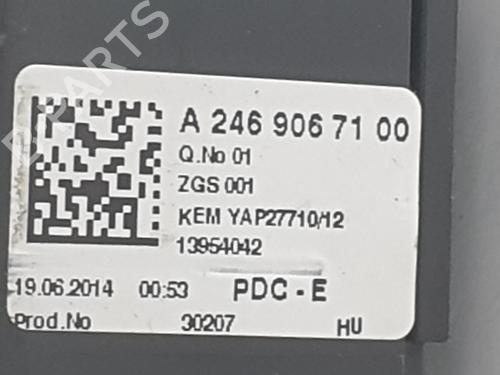 A 246 906 71 00
Q.No 01
ZGS 001
KEM YAP27710/12
13954042
19.06.2014 00:53 PDC - E
Prod.No 30207 HU
B-PARTS